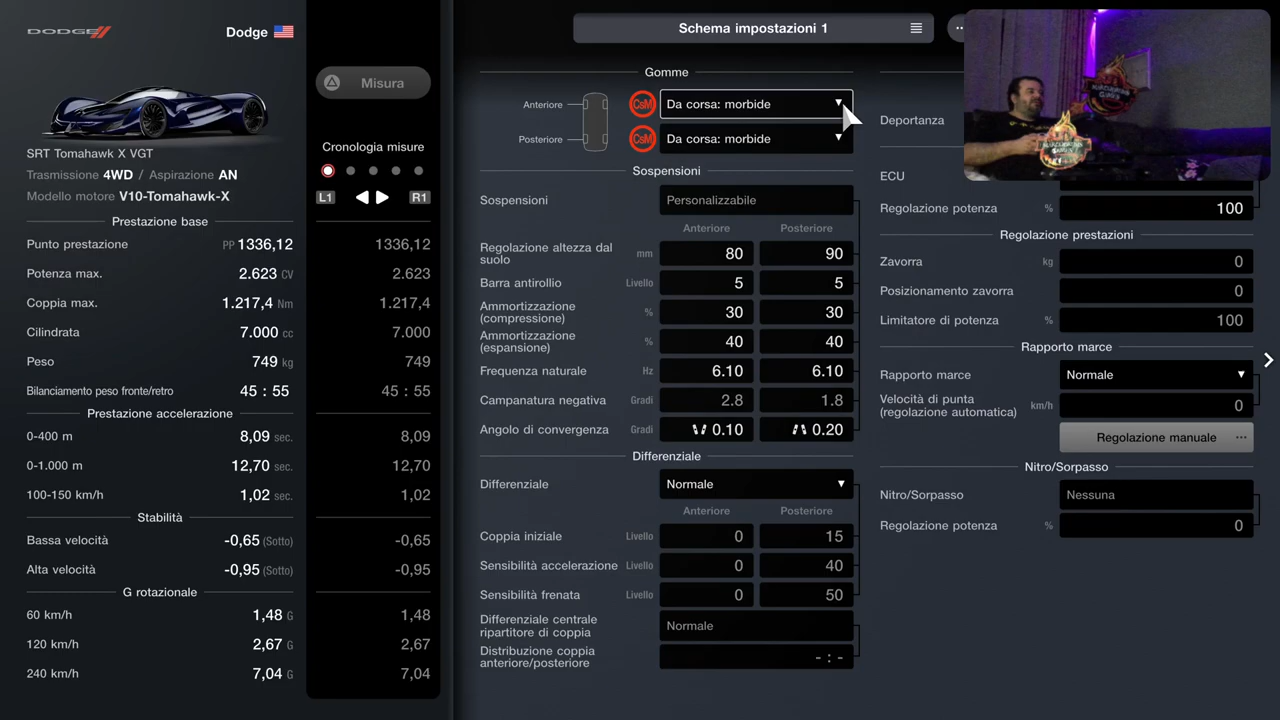 DODGE
Dodge
SRT Tomahawk X VGT
Trasmissione 4WD / Aspirazione AN
Modello motore V10-Tomahawk-X
Prestazione base
Punto prestazione PP 1336,12
Potenza max. 2.623 CV
Coppia max. 1.217,4 Nm
Cilindrata 7.000 cc
Peso 749 kg
Bilanciamento peso fronte/retro 45 : 55
Prestazione accelerazione
0-400 m 8,09 sec.
0-1.000 m 12,70 sec.
100-150 km/h 1,02 sec.
Stabilità
Bassa velocità -0,65 (Sotto)
Alta velocità -0,95 (Sotto)
G rotazionale
60 km/h 1,48 G
120 km/h 2,67 G
240 km/h 7,04 G
Misura
Cronologia misure
L1 R1
1336,12
2.623
1.217,4
7.000
749
45 : 55
8,09
12,70
1,02
-0,65
-0,95
1,48
2,67
7,04
Schema impostazioni 1
Gomme
Anteriore CsM Da corsa: morbide
Posteriore CsM Da corsa: morbide
Sospensioni
Sospensioni Personalizzabile
Anteriore Posteriore
Regolazione altezza dal
suolo mm 80 90
Barra antirollio Livello 5 5
Ammortizzazione
(compressione) % 30 30
Ammortizzazione
(espansione) % 40 40
Frequenza naturale Hz 6.10 6.10
Campanatura negativa Gradi 2.8 1.8
Angolo di convergenza Gradi 0.10 0.20
Differenziale
Differenziale Normale
Anteriore Posteriore
Coppia iniziale Livello 0 15
Sensibilità accelerazione Livello 0 40
Sensibilità frenata Livello 0 50
Differenziale centrale
ripartitore di coppia Normale
Distribuzione coppia
anteriore/posteriore - : -
Deportanza
ECU
Regolazione potenza % 100
Regolazione prestazioni
Zavorra kg 0
Posizionamento zavorra 0
Limitatore di potenza % 100
Rapporto marce
Rapporto marce Normale
Velocità di punta
(regolazione automatica) km/h 0
Regolazione manuale ...
Nitro/Sorpasso
Nitro/Sorpasso Nessuna
Regolazione potenza % 0